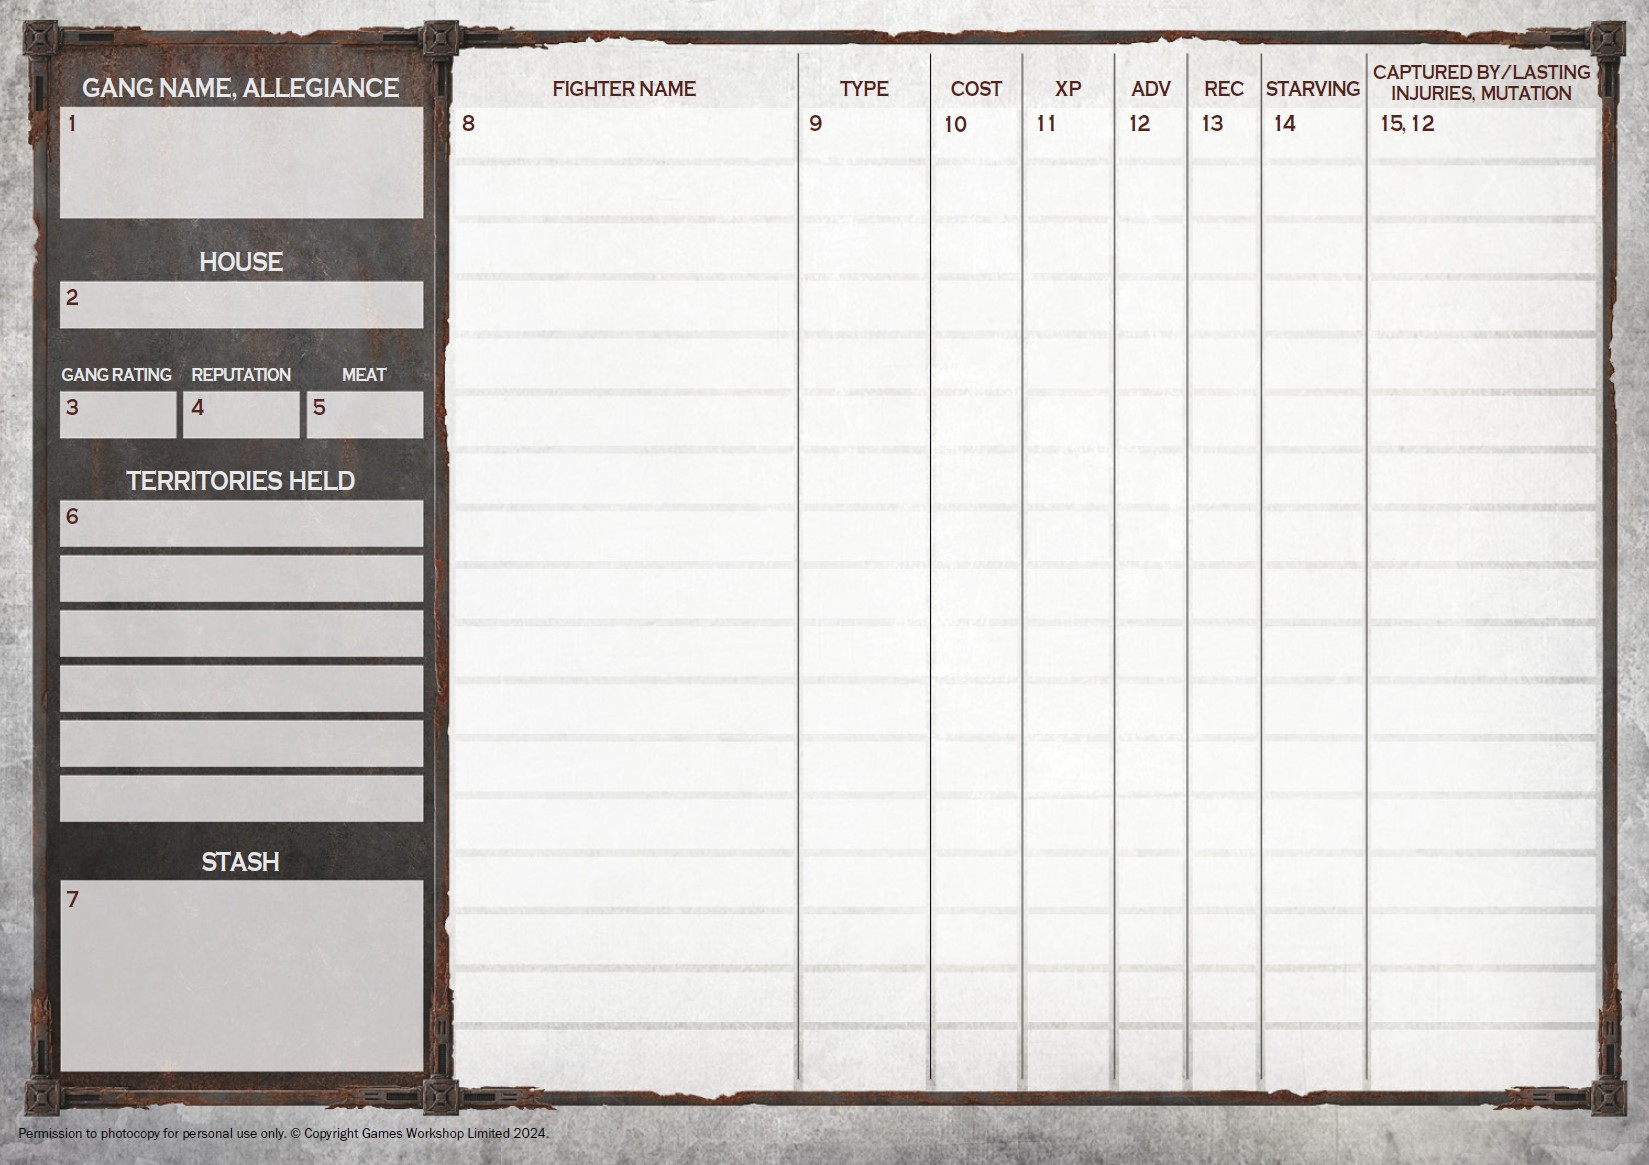 GANG NAME, ALLEGIANCE
1
HOUSE
2
GANG RATING REPUTATION MEAT
3 4 5
TERRITORIES HELD
6
STASH
7
FIGHTER NAME TYPE COST XP ADV REC STARVING CAPTURED BY/LASTING
INJURIES, MUTATION
8 9 10 11 12 13 14 15, 12
Permission to photocopy for personal use only. © Copyright Games Workshop Limited 2024.